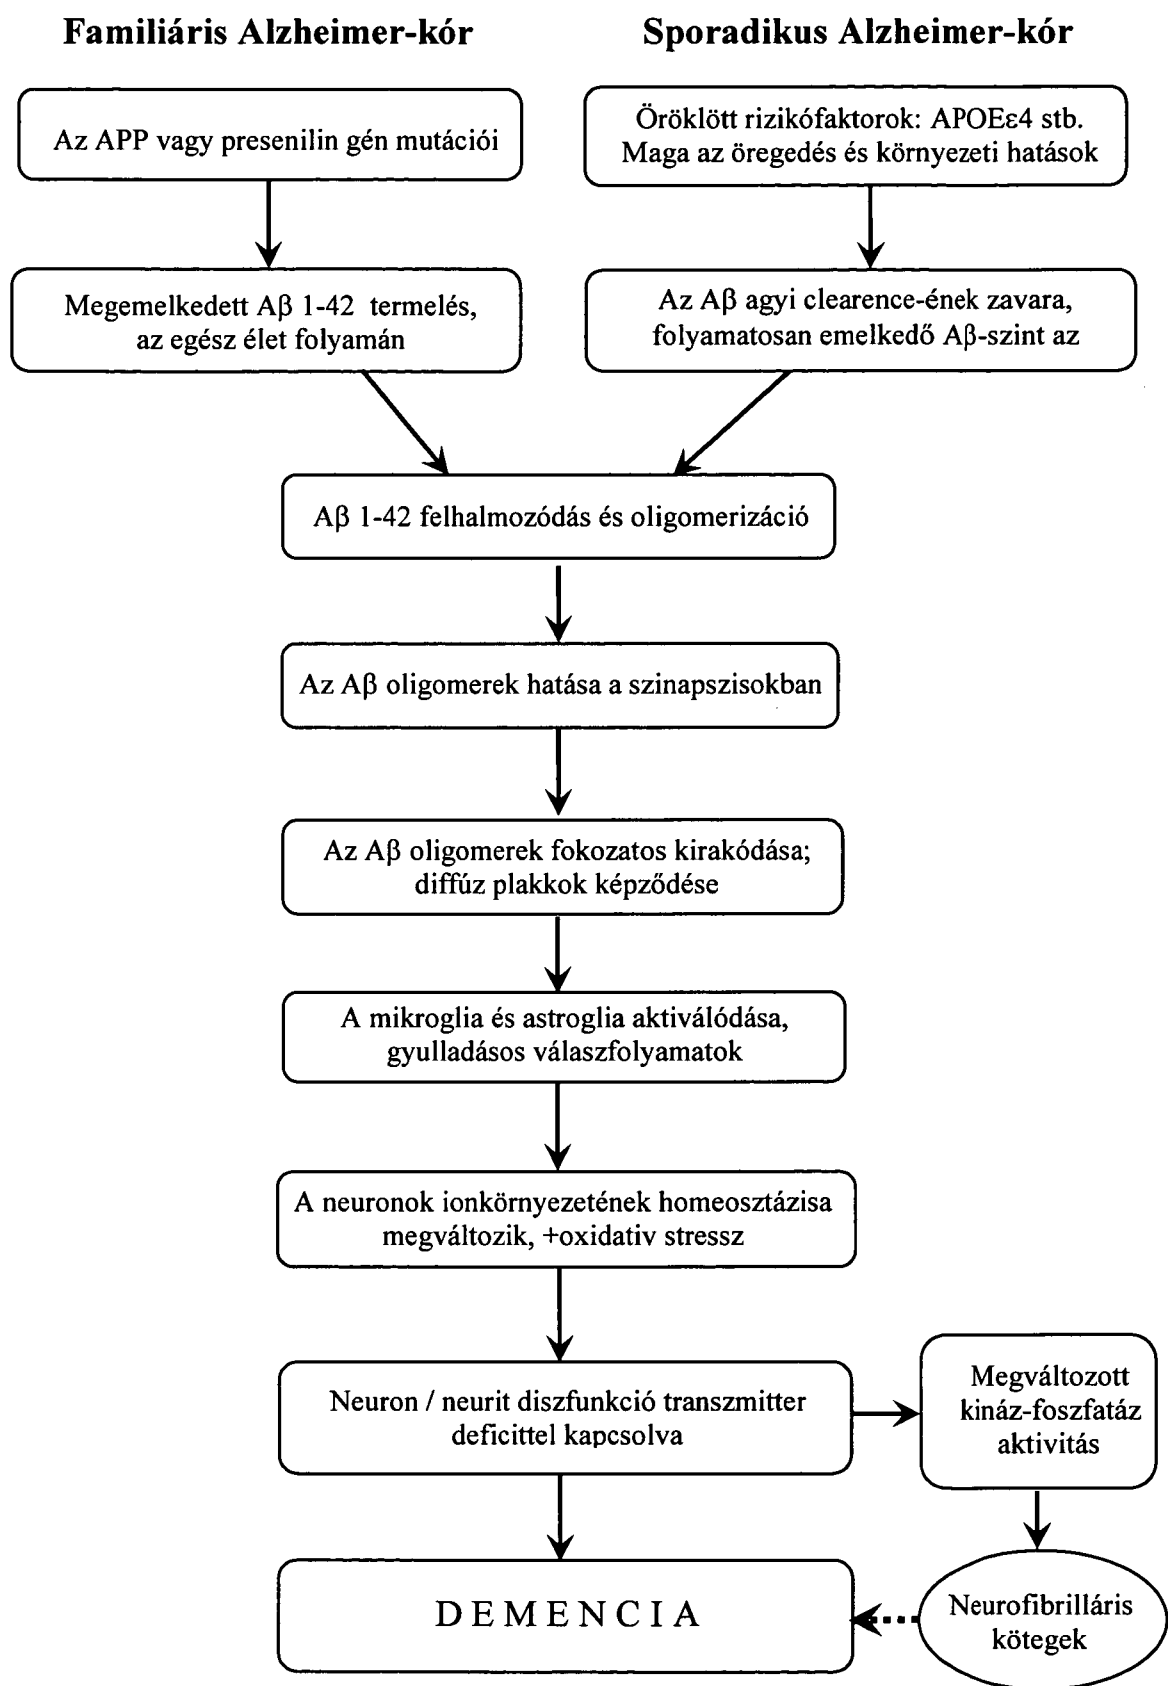 Familiáris Alzheimer-kór
Sporadikus Alzheimer-kór
Az APP vagy presenilin gén mutációi
Öröklött rizikófaktorok: APOEε4 stb.
Maga az öregedés és környezeti hatások
Megemelkedett Aβ 1-42 termelés,
az egész élet folyamán
Az Aβ agyi clearence-ének zavara,
folyamatosan emelkedő Aβ-szint az
Aβ 1-42 felhalmozódás és oligomerizáció
Az Aβ oligomerek hatása a szinapszisokban
Az Aβ oligomerek fokozatos kirakódása;
diffúz plakkok képződése
A mikroglia és astroglia aktiválódása,
gyulladásos válaszfolyamatok
A neuronok ionkörnyezetének homeosztázisa
megváltozik, +oxidativ stressz
Neuron / neurit diszfunkció transzmitter
deficittel kapcsolva
Megváltozott
kináz-foszfatáz
aktivitás
DEMENCIA
Neurofibrilláris
kötegek